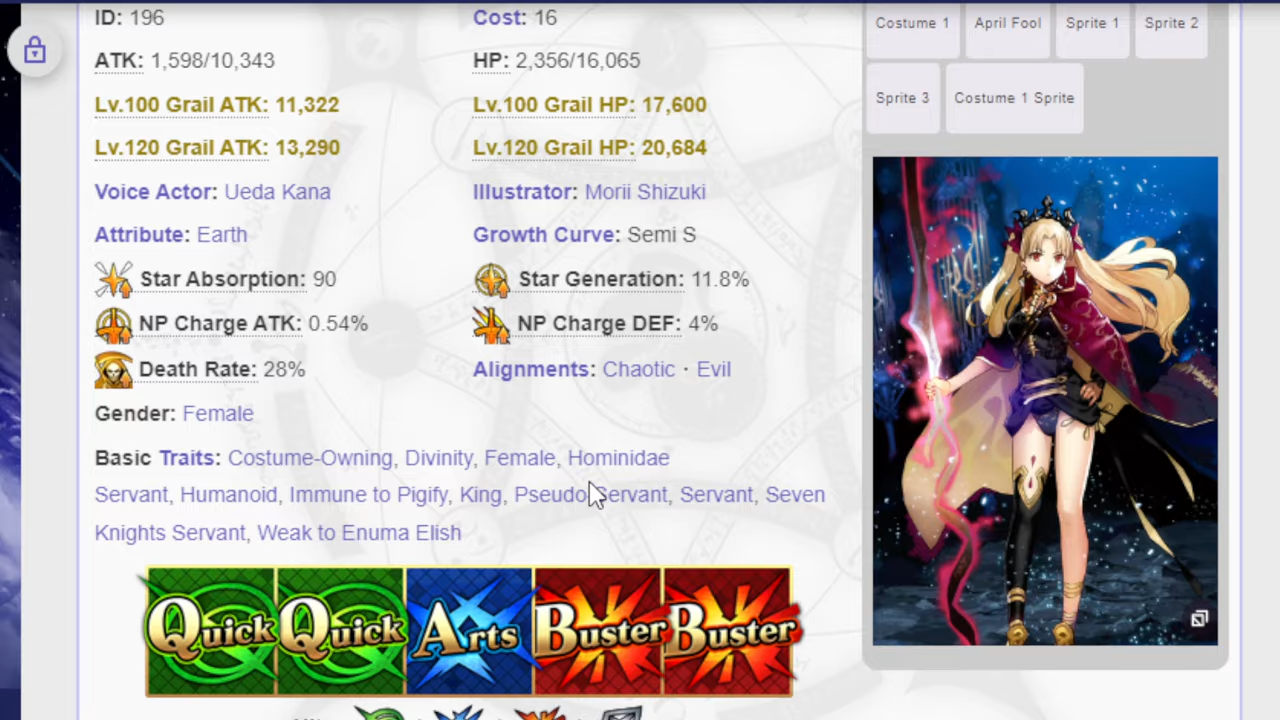 ID: 196
Cost: 16
ATK: 1,598/10,343
HP: 2,356/16,065
Lv.100 Grail ATK: 11,322
Lv.100 Grail HP: 17,600
Lv.120 Grail ATK: 13,290
Lv.120 Grail HP: 20,684
Voice Actor: Ueda Kana
Illustrator: Morii Shizuki
Attribute: Earth
Growth Curve: Semi S
Star Absorption: 90
Star Generation: 11.8%
NP Charge ATK: 0.54%
NP Charge DEF: 4%
Death Rate: 28%
Alignments: Chaotic・Evil
Gender: Female
Basic Traits: Costume-Owning, Divinity, Female, Hominidae
Servant, Humanoid, Immune to Pigify, King, Pseudo-Servant, Servant, Seven
Knights Servant, Weak to Enuma Elish
Quick Quick Arts Buster Buster
Costume 1 April Fool Sprite 1 Sprite 2
Sprite 3 Costume 1 Sprite